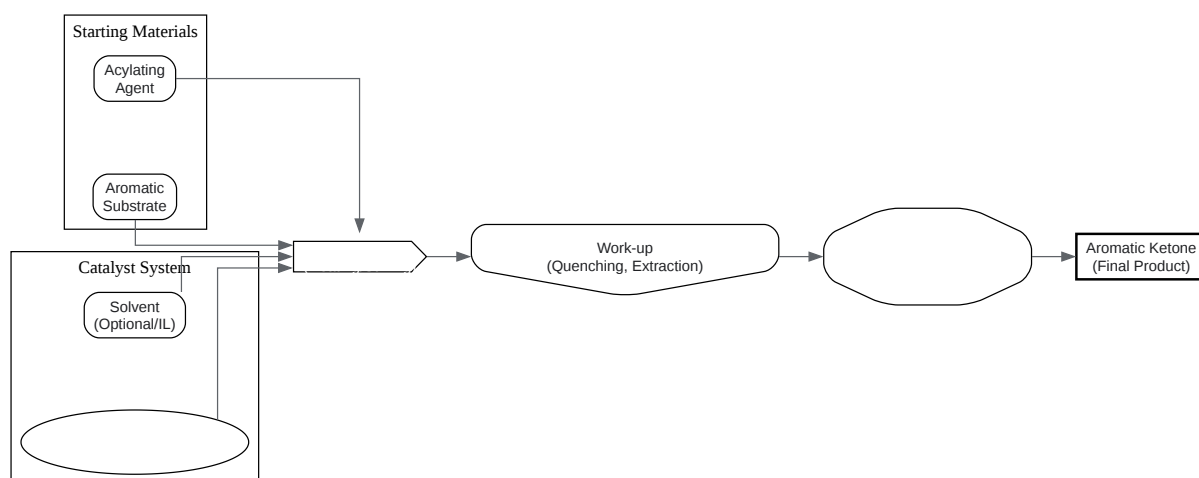 Starting Materials
Acylating
Agent
Aromatic
Substrate
Catalyst System
Solvent
(Optional/IL)
Work-up
(Quenching, Extraction)
Aromatic Ketone
(Final Product)